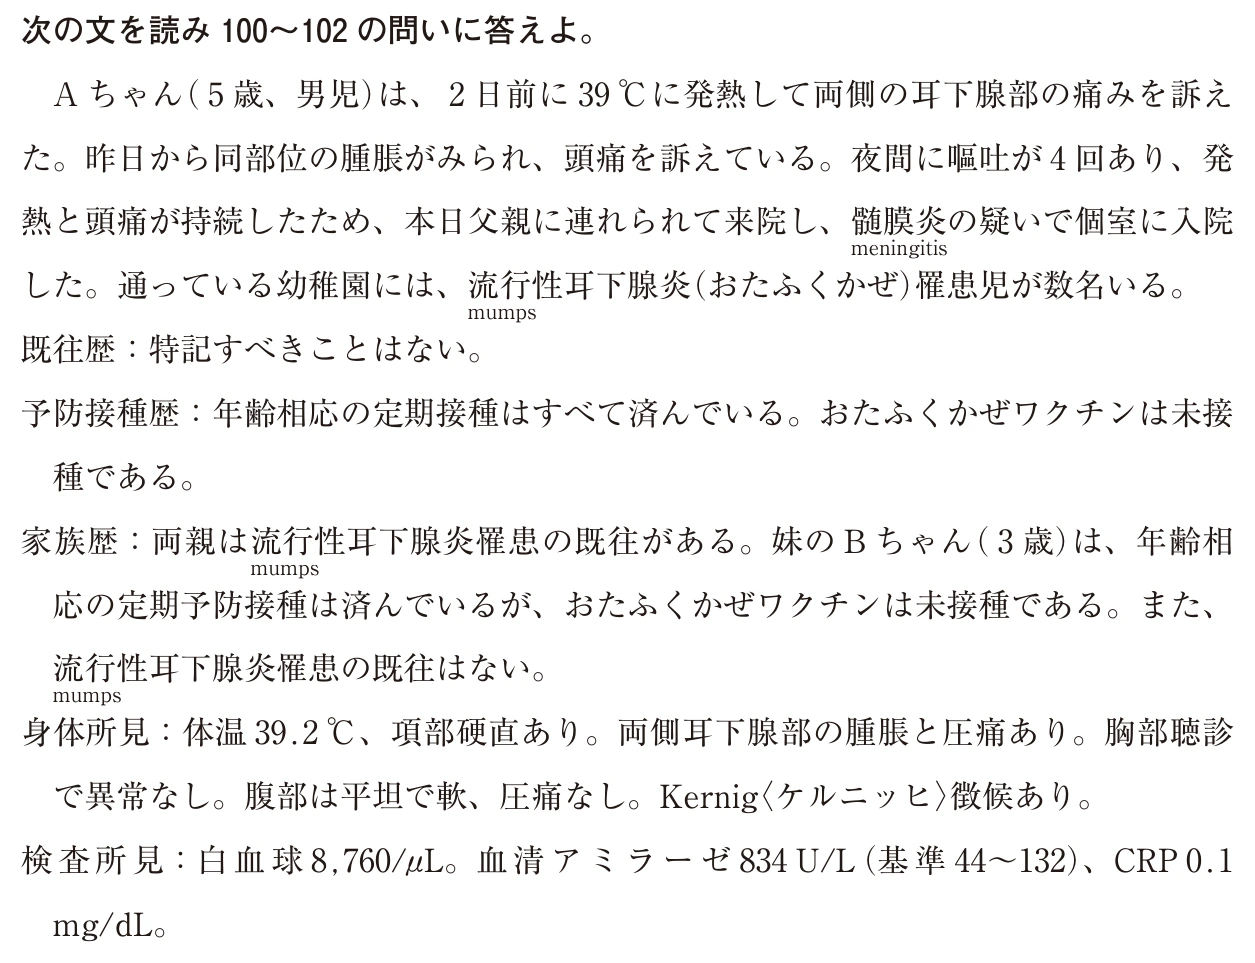 次の文を読み 100〜102 の問いに答えよ。
A ちゃん(5 歳、男児)は、2 日前に 39 ℃に発熱して両側の耳下腺部の痛みを訴え
た。昨日から同部位の腫脹がみられ、頭痛を訴えている。夜間に嘔吐が 4 回あり、発
熱と頭痛が持続したため、本日父親に連れられて来院し、髄膜炎の疑いで個室に入院
meningitis
した。通っている幼稚園には、流行性耳下腺炎(おたふくかぜ)罹患児が数名いる。
mumps
既往歴：特記すべきことはない。
予防接種歴：年齢相応の定期接種はすべて済んでいる。おたふくかぜワクチンは未接
種である。
家族歴：両親は流行性耳下腺炎罹患の既往がある。妹の B ちゃん(3 歳)は、年齢相
mumps
応の定期予防接種は済んでいるが、おたふくかぜワクチンは未接種である。また、
流行性耳下腺炎罹患の既往はない。
mumps
身体所見：体温 39.2 ℃、項部硬直あり。両側耳下腺部の腫脹と圧痛あり。胸部聴診
で異常なし。腹部は平坦で軟、圧痛なし。Kernig〈ケルニッヒ〉徴候あり。
検査所見：白血球 8,760/μL。血清アミラーゼ 834 U/L (基準 44〜132)、CRP 0.1
mg/dL。